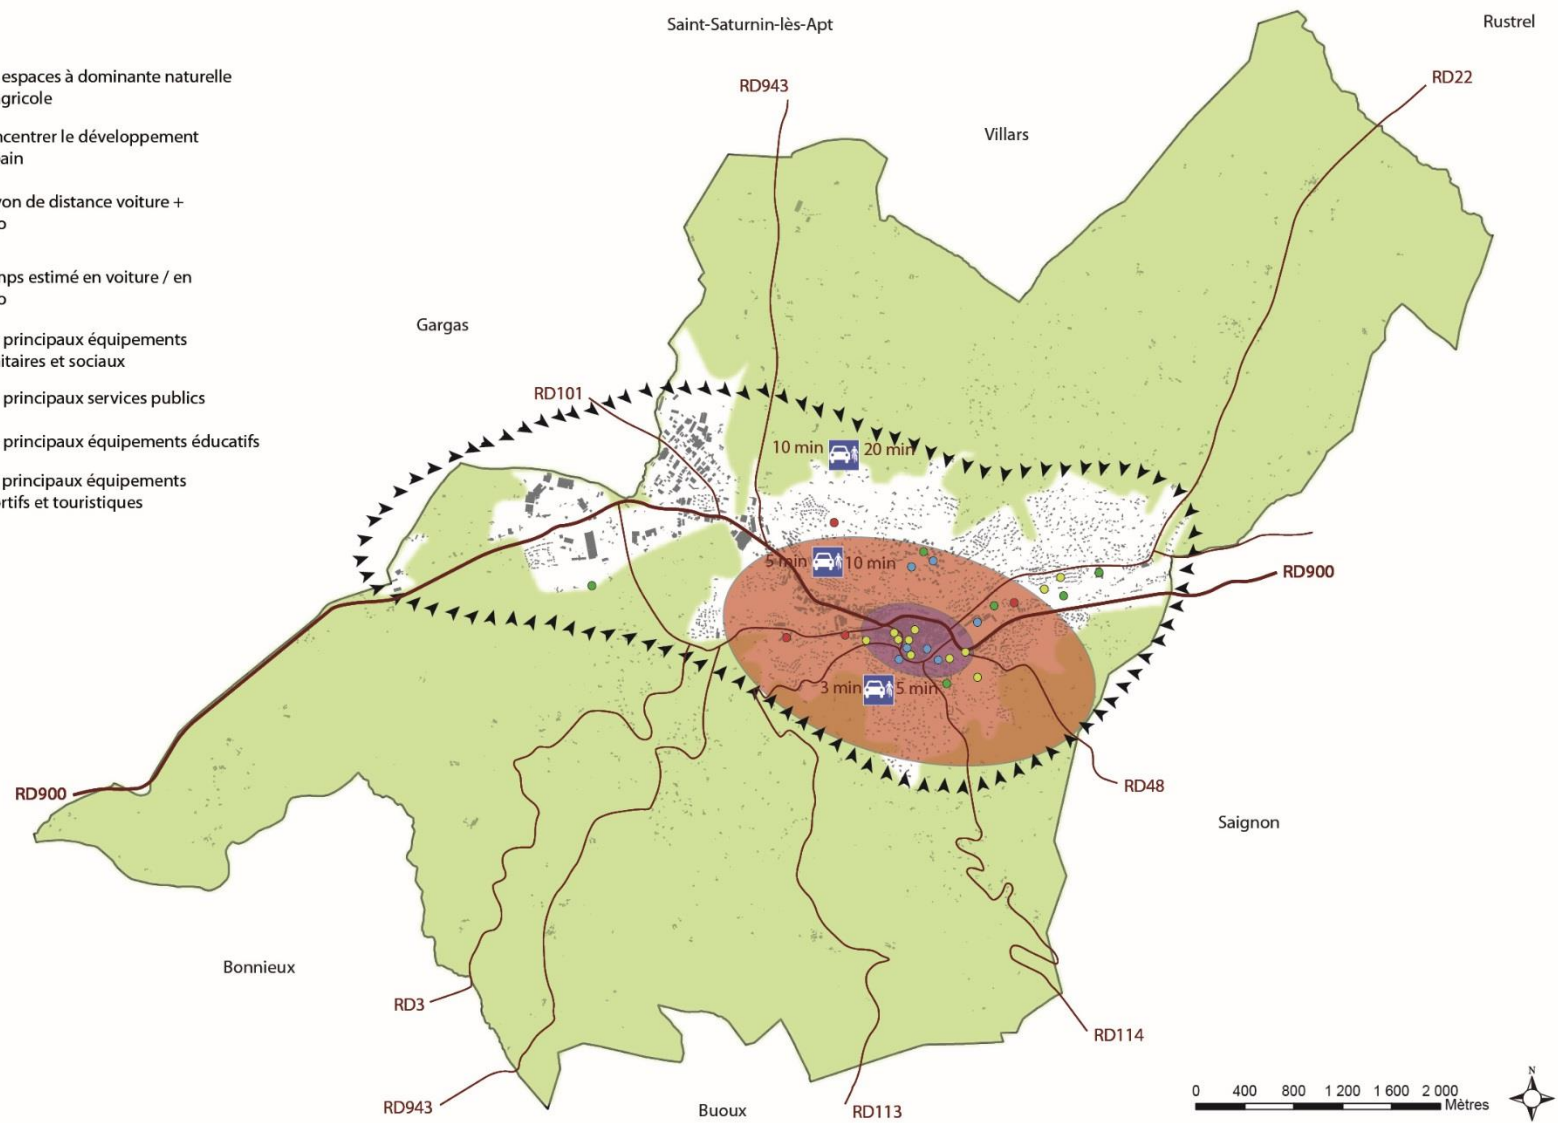 Saint-Saturnin-lès-Apt
Rustrel
espaces à dominante naturelle
gricole
RD943
RD22
ncentrer le développement
ain
Villars
on de distance voiture +
o
mps estimé en voiture / en
o
Gargas
principaux équipements
itaires et sociaux
RD101
principaux services publics
principaux équipements éducatifs
10 min 20 min
principaux équipements
rtifs et touristiques
5 min 10 min
RD900
3 min 5 min
RD900
RD48
Saignon
Bonnieux
RD3
RD114
RD943
Buoux
RD113
0 400 800 1 200 1 600 2 000
Mètres
N